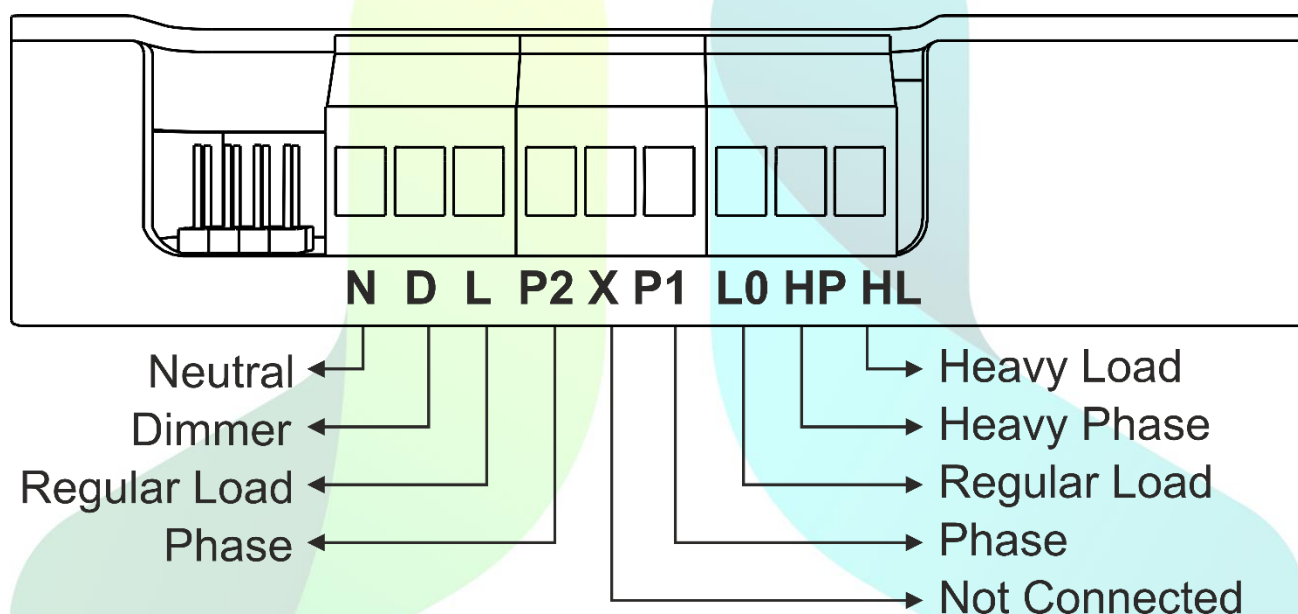 N D L P2 X P1 L0 HP HL
Neutral
Dimmer
Regular Load
Phase
Heavy Load
Heavy Phase
Regular Load
Phase
Not Connected